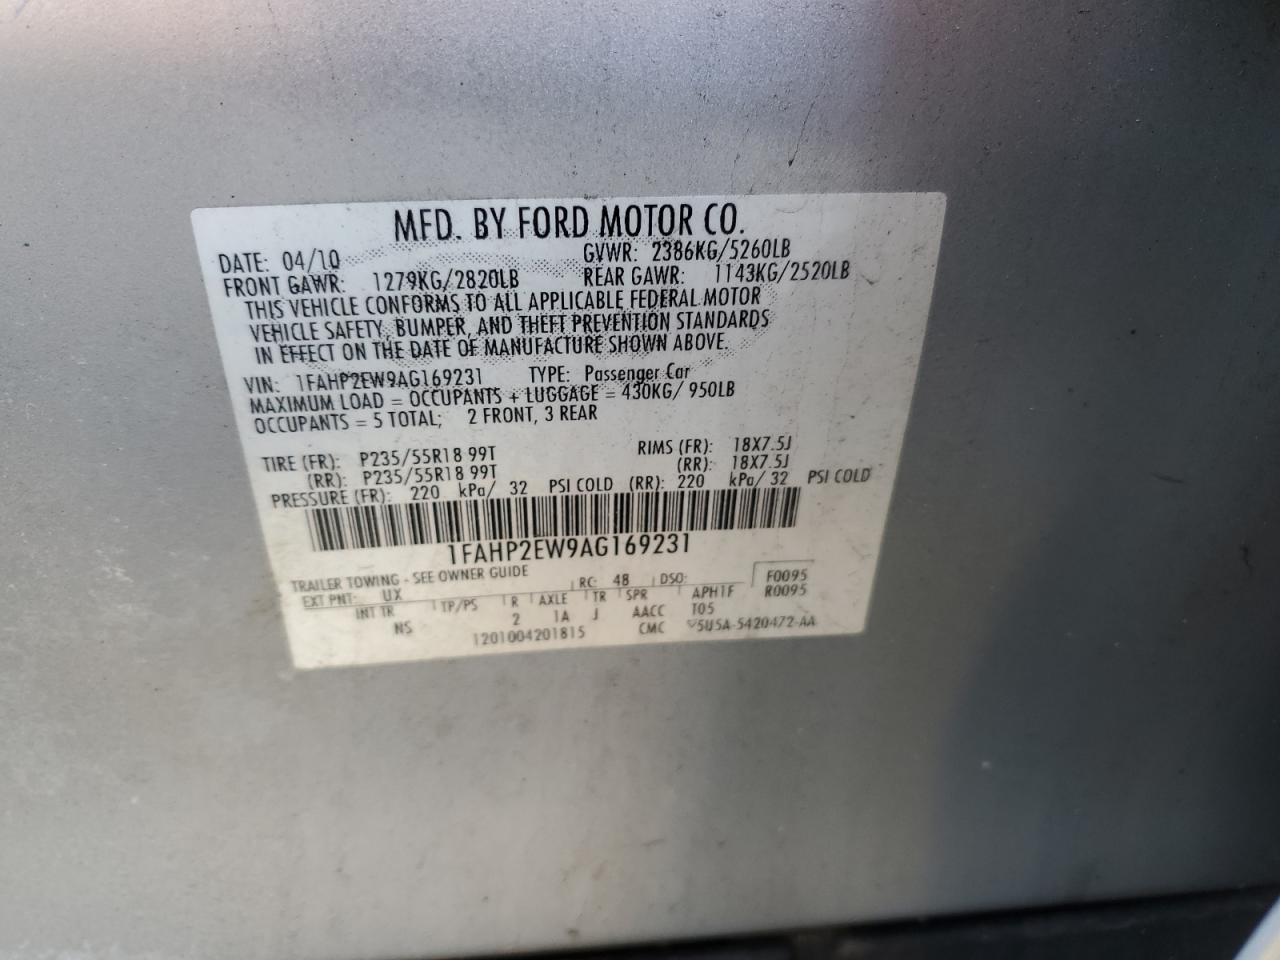 MFD. BY FORD MOTOR CO.
DATE: 04/10 GVWR: 2386KG/5260LB
FRONT GAWR: 1279KG/2820LB REAR GAWR: 1143KG/2520LB
THIS VEHICLE CONFORMS TO ALL APPLICABLE FEDERAL MOTOR
VEHICLE SAFETY, BUMPER, AND THEFT PREVENTION STANDARDS
IN EFFECT ON THE DATE OF MANUFACTURE SHOWN ABOVE.
VIN: 1FAHP2EW9AG169231 TYPE: Passenger Car
MAXIMUM LOAD = OCCUPANTS + LUGGAGE = 430KG/ 950LB
OCCUPANTS = 5 TOTAL; 2 FRONT, 3 REAR
TIRE (FR): P235/55R18 99T RIMS (FR): 18X7.5J
(RR): P235/55R18 99T (RR): 18X7.5J
PRESSURE (FR): 220 kPa/ 32 PSI COLD (RR): 220 kPa/ 32 PSI COLD
1FAHP2EW9AG169231
TRAILER TOWING - SEE OWNER GUIDE
EXT PNT: UX RC: 48 DSO: F0095
INT TR TP/PS R AXLE TR SPR APH1F R0095
NS 2 1A J AACC T05
1201004201815 CMC 5U5A-5420472-AA